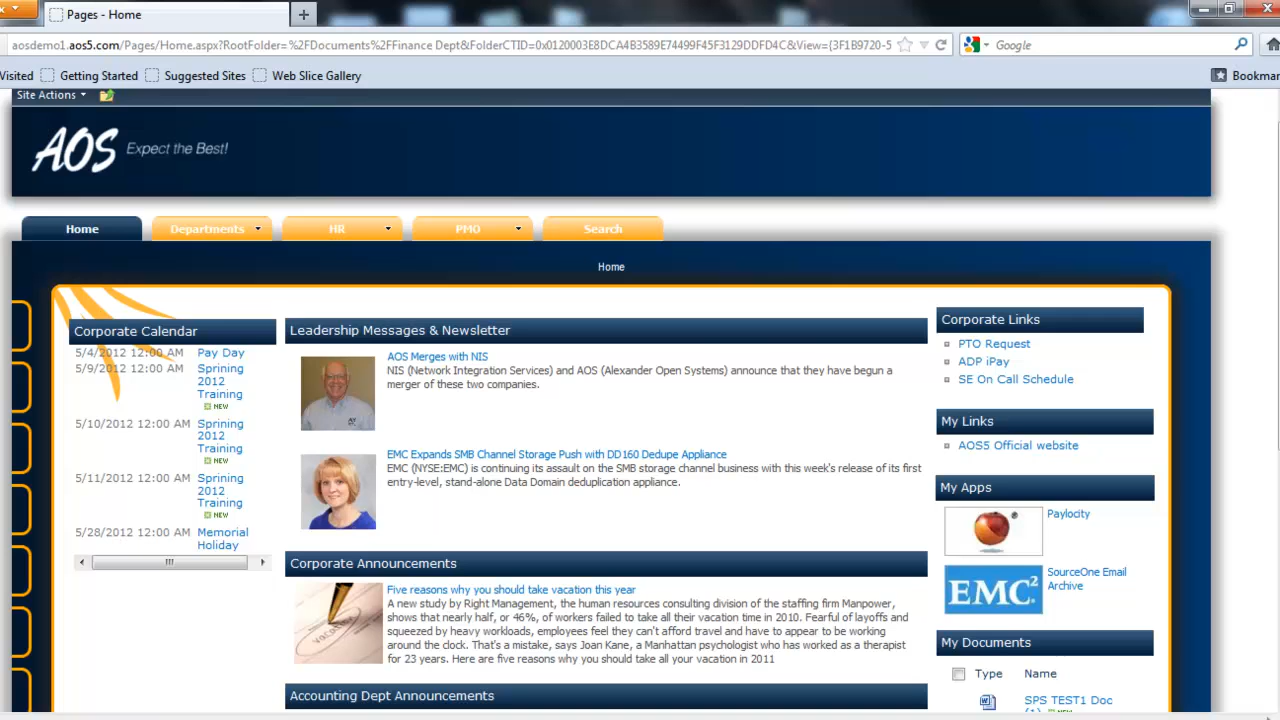 Pages - Home
aosdemo1.aos5.com/Pages/Home.aspx?RootFolder=%2FDocuments%2FFinance Dept&FolderCTID=0x0120003E8DCA4B3589E74499F45F3129DDFD4C&View={3F1B9720-5
Google
Visited
Getting Started
Suggested Sites
Web Slice Gallery
Bookmar
Site Actions
AOS Expect the Best!
Home
Departments
HR
PMO
Search
Home
Corporate Calendar
5/4/2012 12:00 AM Pay Day
5/9/2012 12:00 AM Sprining
2012
Training
NEW
5/10/2012 12:00 AM Sprining
2012
Training
NEW
5/11/2012 12:00 AM Sprining
2012
Training
NEW
5/28/2012 12:00 AM Memorial
Holiday
Leadership Messages & Newsletter
AOS Merges with NIS
NIS (Network Integration Services) and AOS (Alexander Open Systems) announce that they have begun a
merger of these two companies.
EMC Expands SMB Channel Storage Push with DD160 Dedupe Appliance
EMC (NYSE:EMC) is continuing its assault on the SMB storage channel business with this week's release of its first
entry-level, stand-alone Data Domain deduplication appliance.
Corporate Announcements
Five reasons why you should take vacation this year
A new study by Right Management, the human resources consulting division of the staffing firm Manpower,
shows that nearly half, or 46%, of workers failed to take all their vacation time in 2010. Fearful of layoffs and
squeezed by heavy workloads, employees feel they can't afford travel and have to appear to be working
around the clock. That's a mistake, says Joan Kane, a Manhattan psychologist who has worked as a therapist
for 23 years. Here are five reasons why you should take all your vacation in 2011
Accounting Dept Announcements
Corporate Links
PTO Request
ADP iPay
SE On Call Schedule
My Links
AOS5 Official website
My Apps
Paylocity
EMC²
SourceOne Email
Archive
My Documents
Type Name
SPS TEST1 Doc
(1) NEW